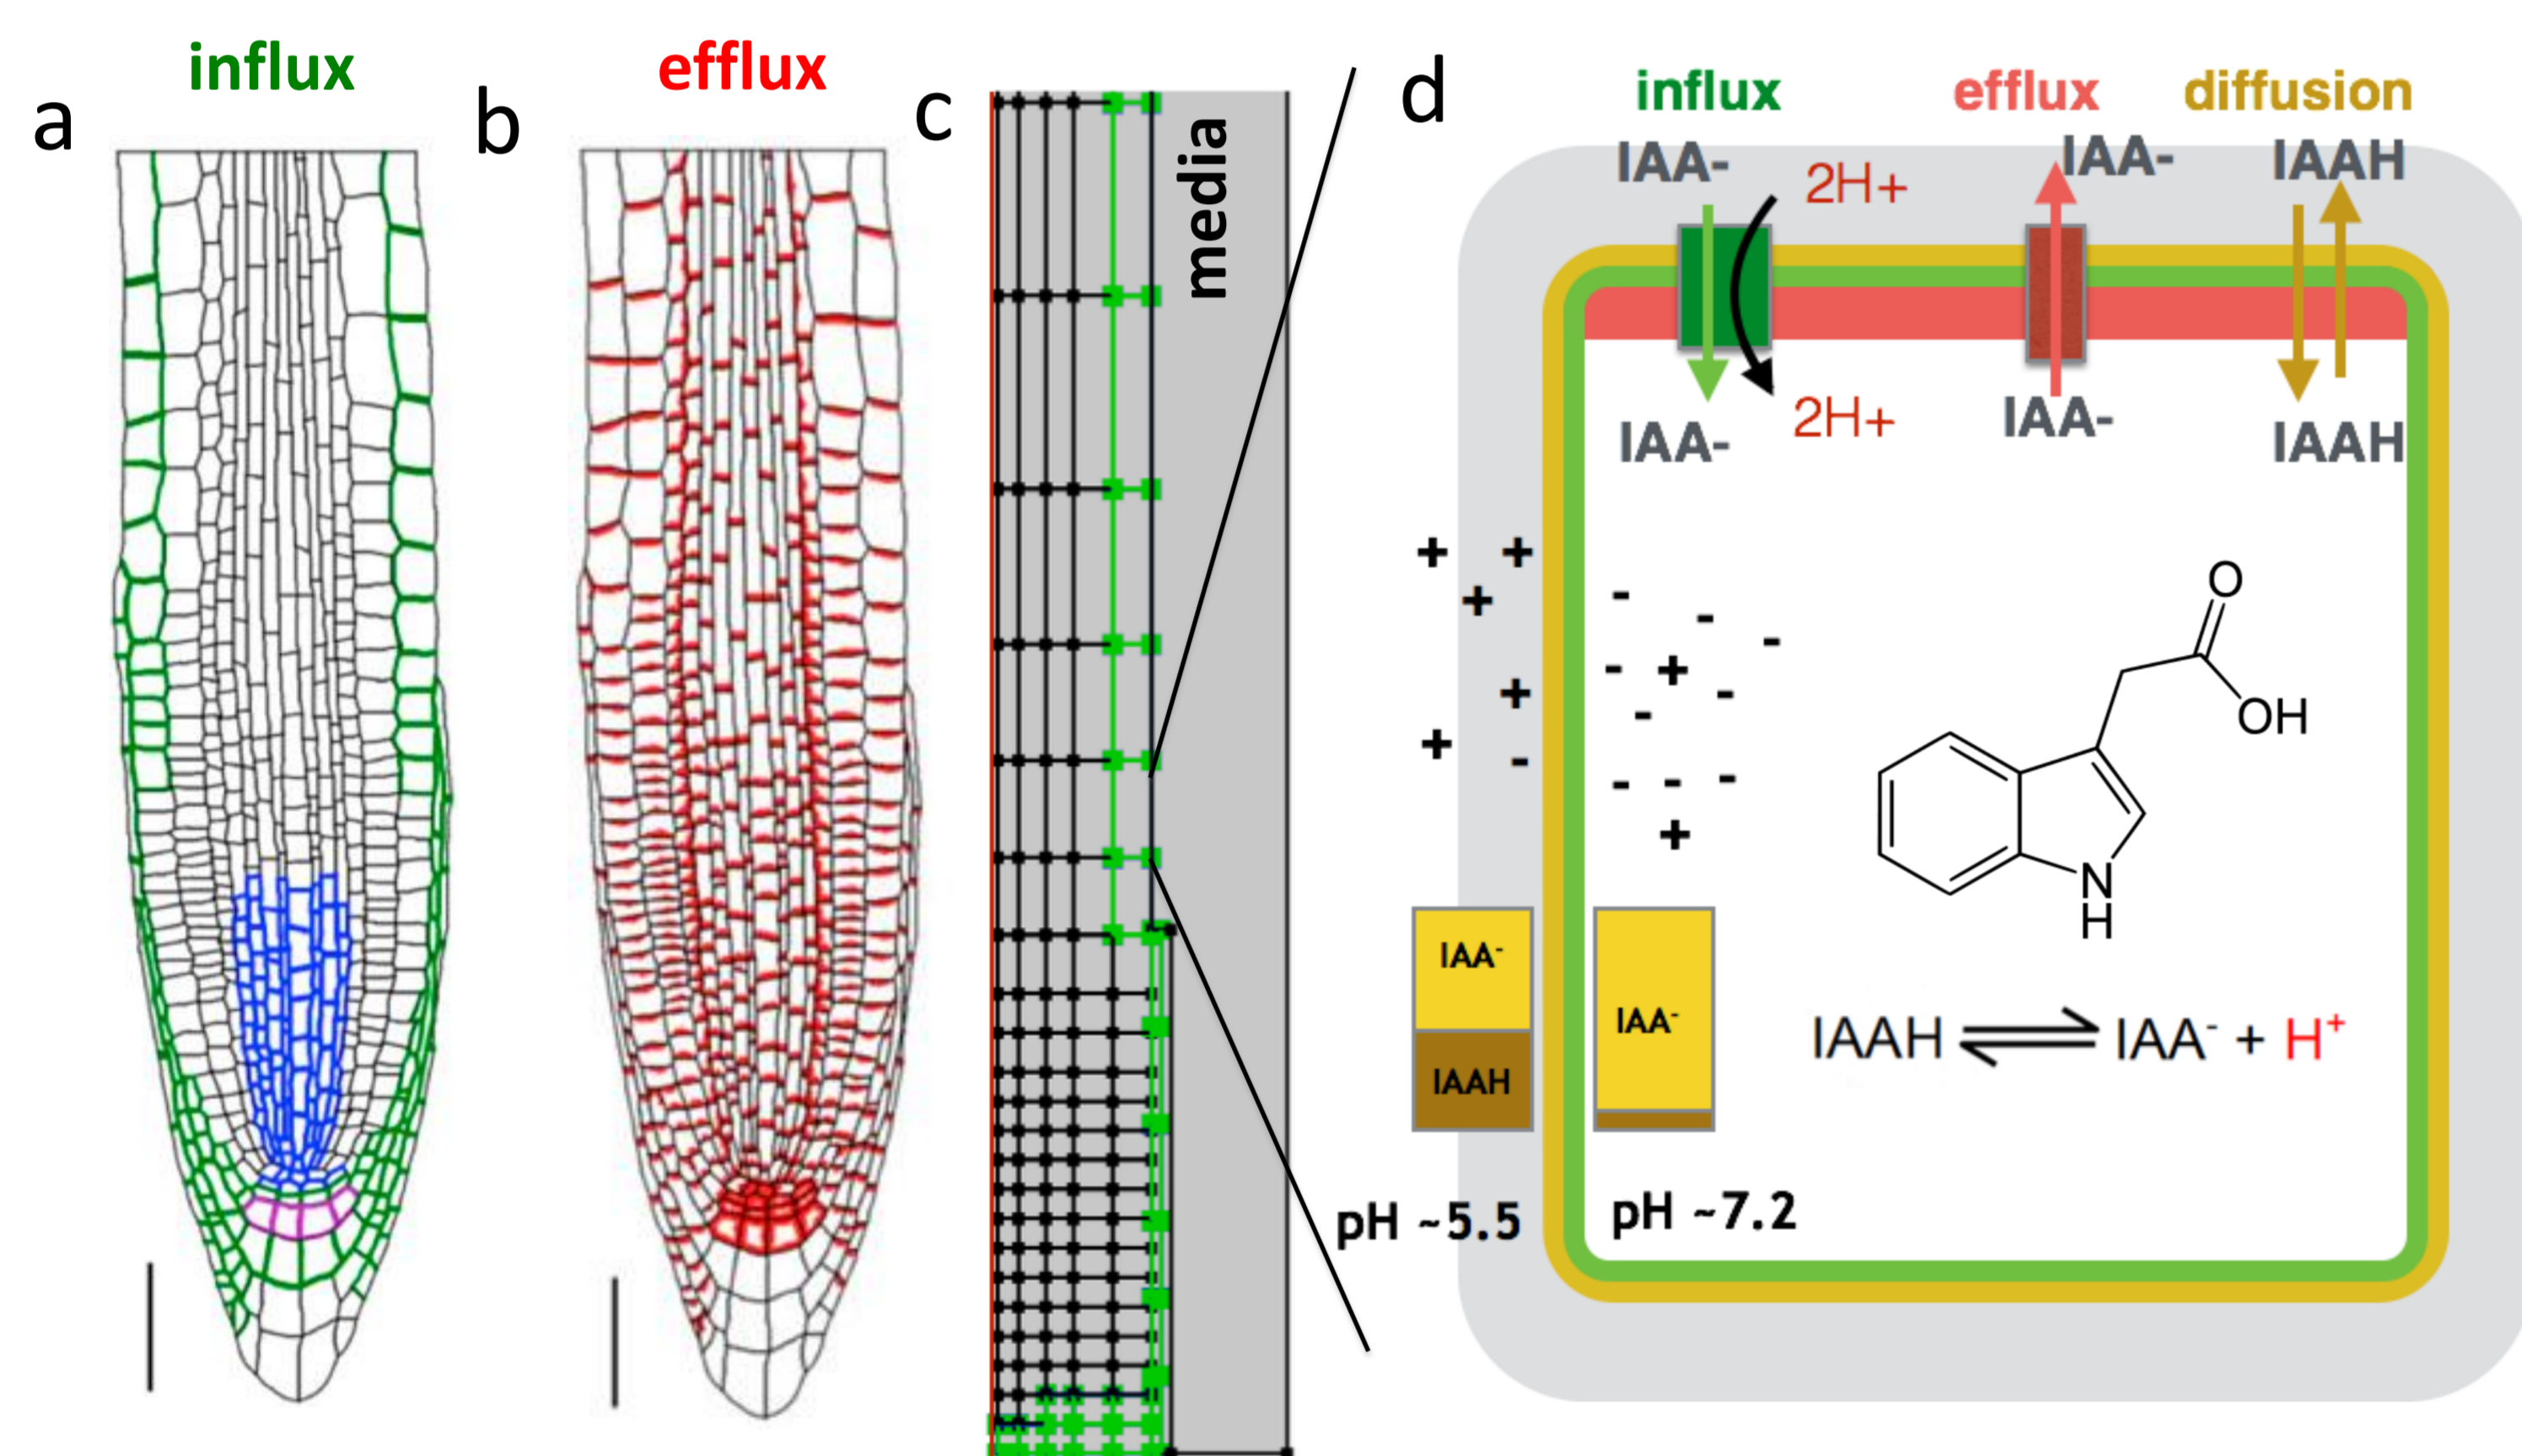 influx
efflux
a
b
c
d
media
influx
efflux
diffusion
IAA-
2H+
IAA-
IAAH
IAA-
2H+
IAA-
IAAH
+ +
+
-
-
-
- +
+
-
-
+
-
- - -
+
O
OH
N
H
IAA-
IAAH
IAA-
IAAH ⇌ IAA- + H+
pH ~5.5
pH ~7.2